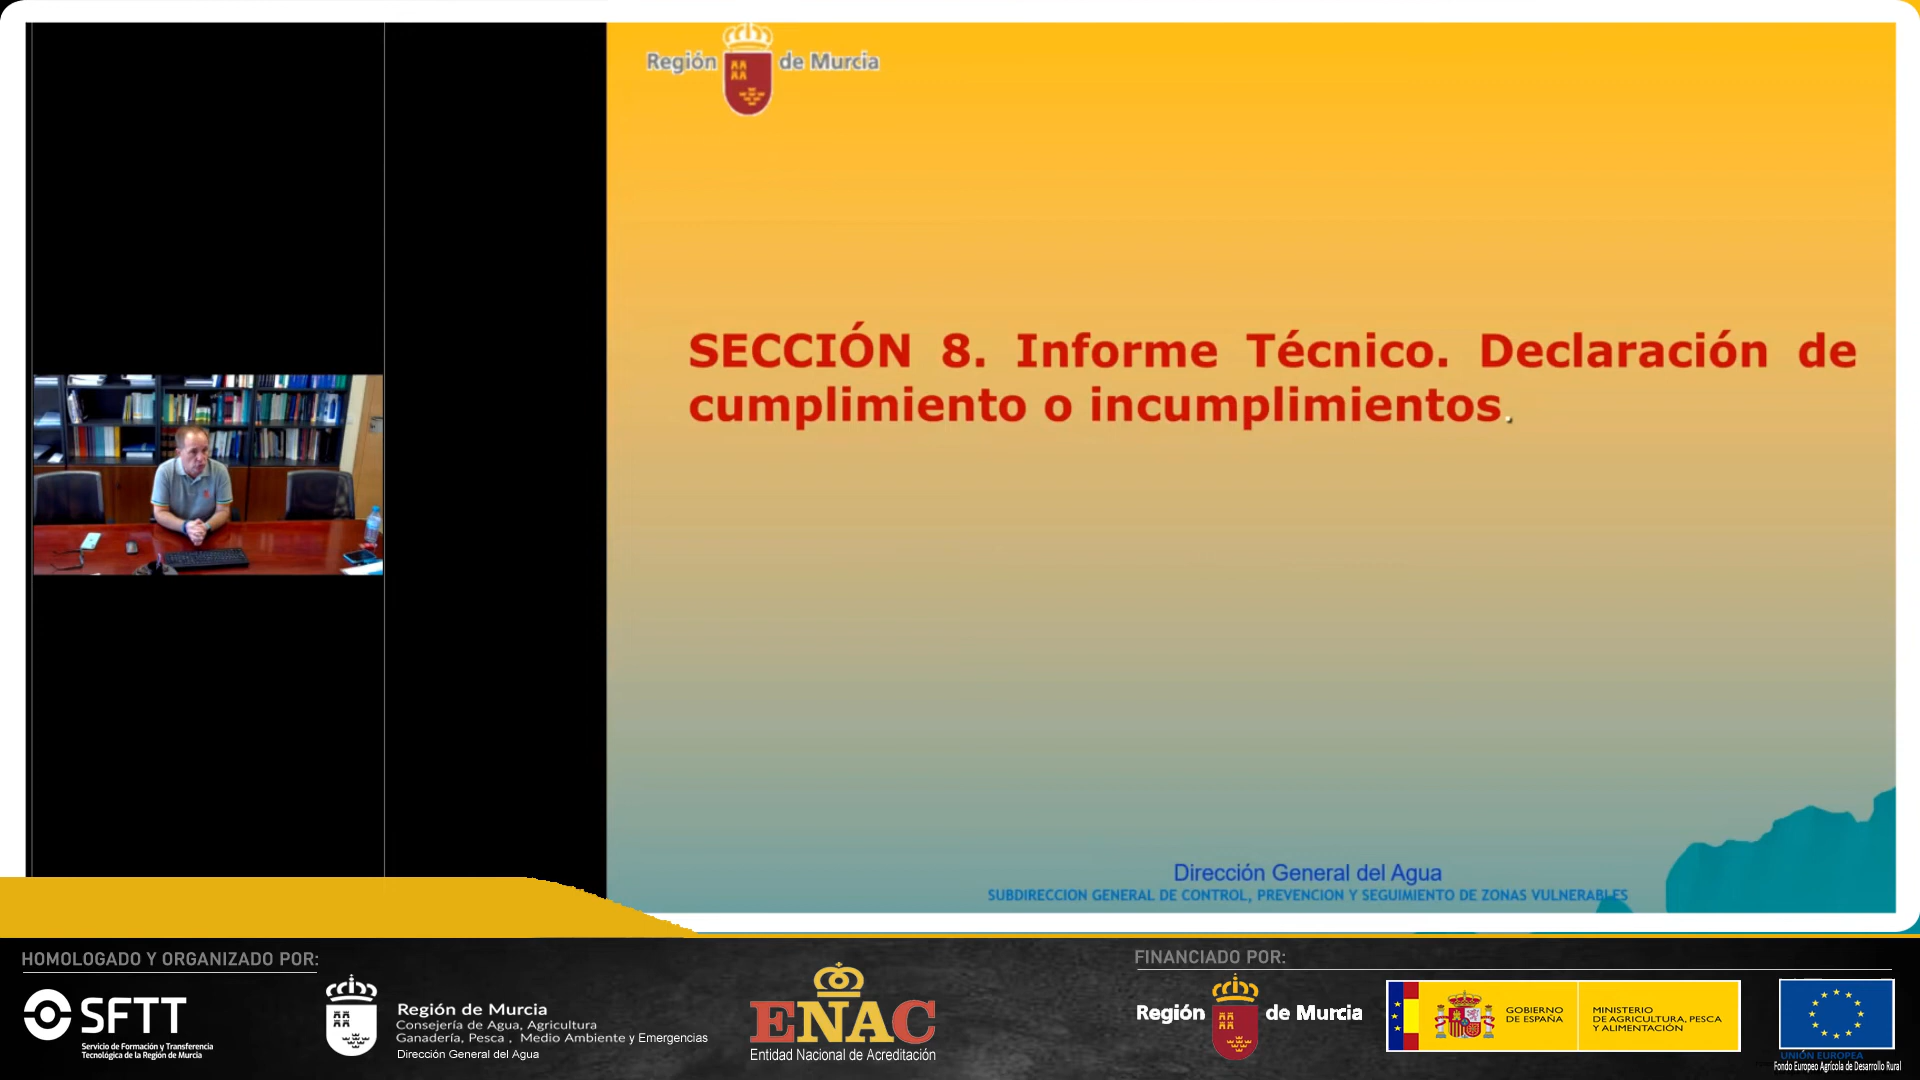 Región de Murcia
SECCIÓN 8. Informe Técnico. Declaración de
cumplimiento o incumplimientos.
Dirección General del Agua
SUBDIRECCION GENERAL DE CONTROL, PREVENCION Y SEGUIMIENTO DE ZONAS VULNERABLES
HOMOLOGADO Y ORGANIZADO POR:
SFTT
Servicio de Formación y Transferencia
Tecnológica de la Región de Murcia
Región de Murcia
Consejería de Agua, Agricultura
Ganadería, Pesca , Medio Ambiente y Emergencias
Dirección General del Agua
ENAC
Entidad Nacional de Acreditación
FINANCIADO POR:
Región de Murcia
GOBIERNO
DE ESPAÑA
MINISTERIO
DE AGRICULTURA, PESCA
Y ALIMENTACIÓN
UNIÓN EUROPEA
Fondo Europeo Agrícola de Desarrollo Rural